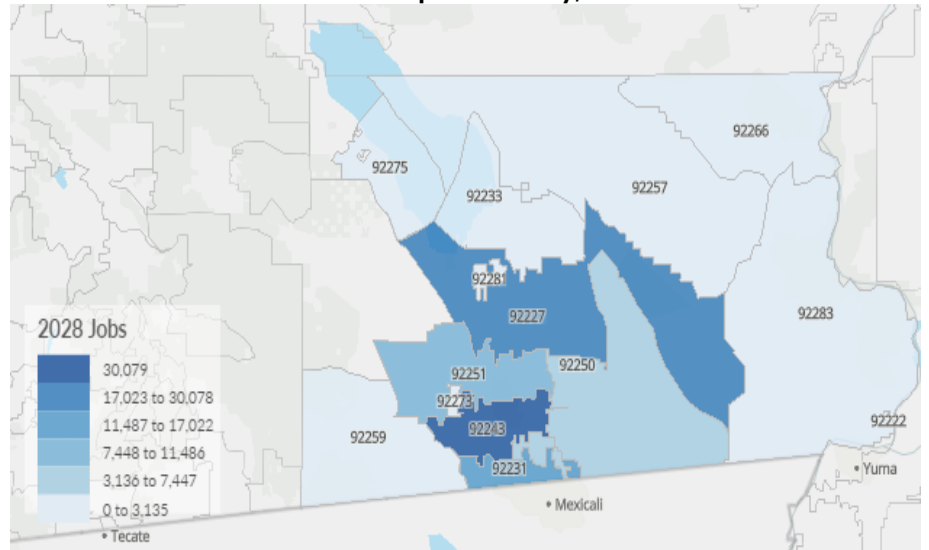 92266
92275
92257
92233
92281
92227
92283
92250
92251
92273
92243
92259
92222
92231
2028 Jobs
30,079
17,023 to 30,078
11,487 to 17,022
7,448 to 11,486
3,136 to 7,447
0 to 3,135
Yuma
Mexicali
Tecate